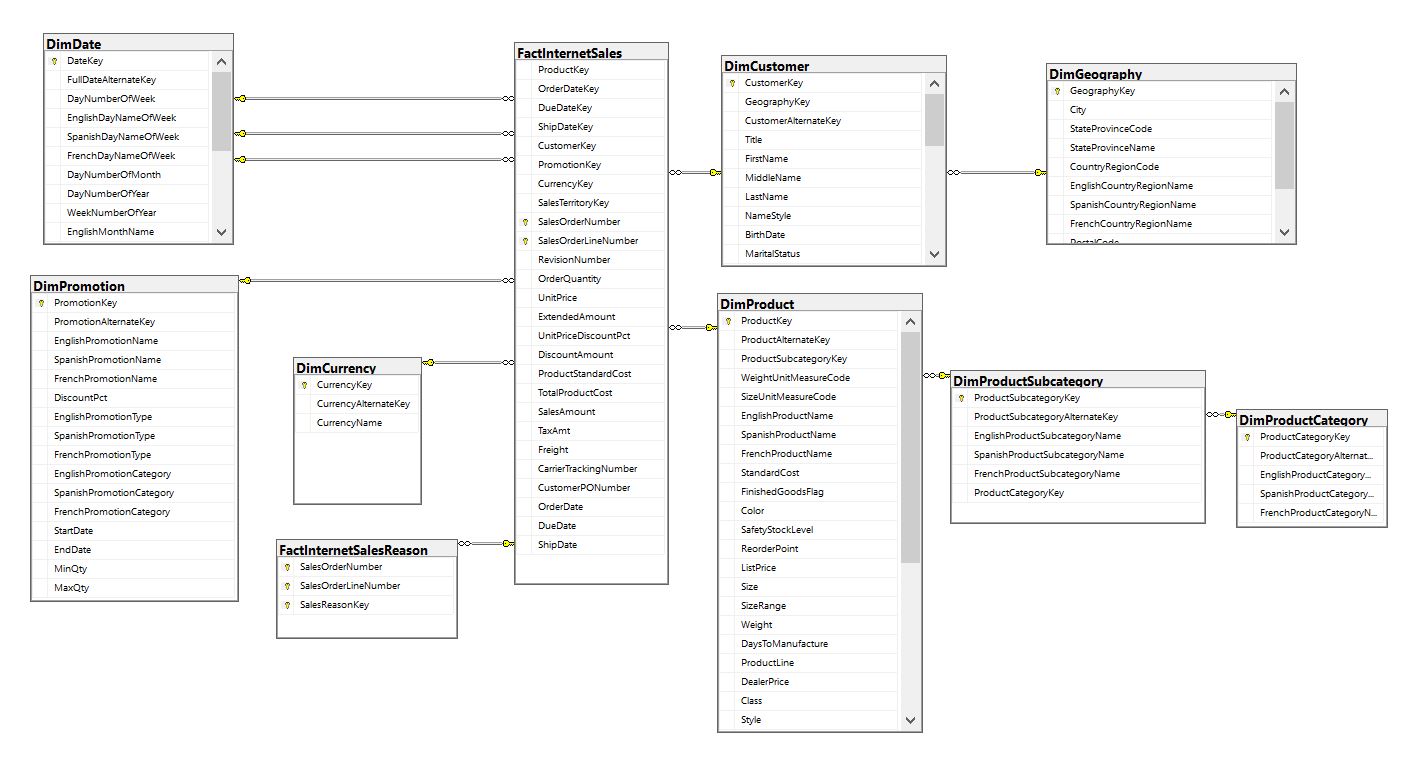 DimDate
DateKey
FullDateAlternateKey
DayNumberOfWeek
EnglishDayNameOfWeek
SpanishDayNameOfWeek
FrenchDayNameOfWeek
DayNumberOfMonth
DayNumberOfYear
WeekNumberOfYear
EnglishMonthName
DimPromotion
PromotionKey
PromotionAlternateKey
EnglishPromotionName
SpanishPromotionName
FrenchPromotionName
DiscountPct
EnglishPromotionType
SpanishPromotionType
FrenchPromotionType
EnglishPromotionCategory
SpanishPromotionCategory
FrenchPromotionCategory
StartDate
EndDate
MinQty
MaxQty
DimCurrency
CurrencyKey
CurrencyAlternateKey
CurrencyName
FactInternetSalesReason
SalesOrderNumber
SalesOrderLineNumber
SalesReasonKey
FactInternetSales
ProductKey
OrderDateKey
DueDateKey
ShipDateKey
CustomerKey
PromotionKey
CurrencyKey
SalesTerritoryKey
SalesOrderNumber
SalesOrderLineNumber
RevisionNumber
OrderQuantity
UnitPrice
ExtendedAmount
UnitPriceDiscountPct
DiscountAmount
ProductStandardCost
TotalProductCost
SalesAmount
TaxAmt
Freight
CarrierTrackingNumber
CustomerPONumber
OrderDate
DueDate
ShipDate
DimCustomer
CustomerKey
GeographyKey
CustomerAlternateKey
Title
FirstName
MiddleName
LastName
NameStyle
BirthDate
MaritalStatus
DimGeography
GeographyKey
City
StateProvinceCode
StateProvinceName
CountryRegionCode
EnglishCountryRegionName
SpanishCountryRegionName
FrenchCountryRegionName
PostalCode
DimProduct
ProductKey
ProductAlternateKey
ProductSubcategoryKey
WeightUnitMeasureCode
SizeUnitMeasureCode
EnglishProductName
SpanishProductName
FrenchProductName
StandardCost
FinishedGoodsFlag
Color
SafetyStockLevel
ReorderPoint
ListPrice
Size
SizeRange
Weight
DaysToManufacture
ProductLine
DealerPrice
Class
Style
DimProductSubcategory
ProductSubcategoryKey
ProductSubcategoryAlternateKey
EnglishProductSubcategoryName
SpanishProductSubcategoryName
FrenchProductSubcategoryName
ProductCategoryKey
DimProductCategory
ProductCategoryKey
ProductCategoryAlternat...
EnglishProductCategory...
SpanishProductCategory...
FrenchProductCategoryN...